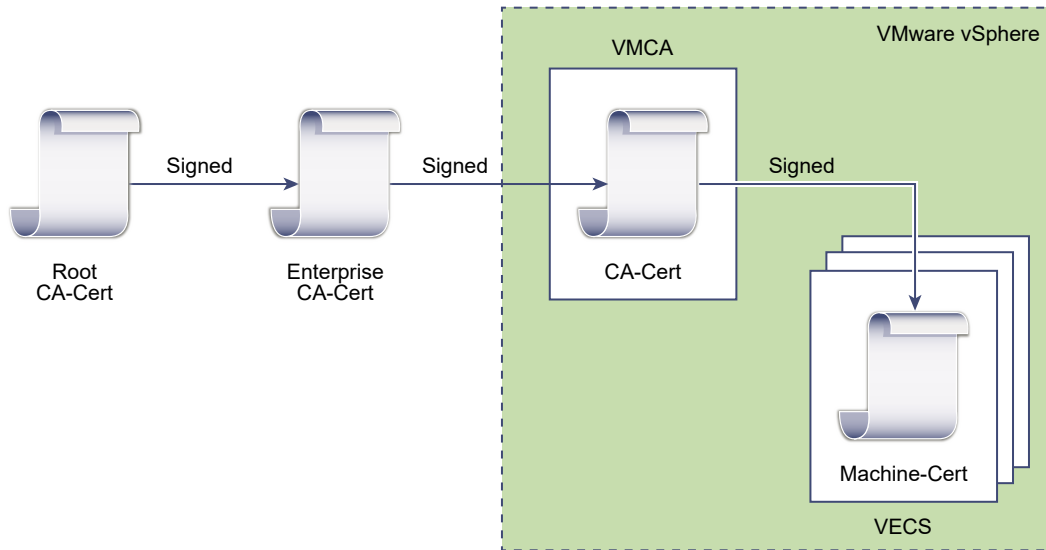 VMware vSphere
VMCA
Signed
Signed
Signed
Root
CA-Cert
Enterprise
CA-Cert
CA-Cert
Machine-Cert
VECS